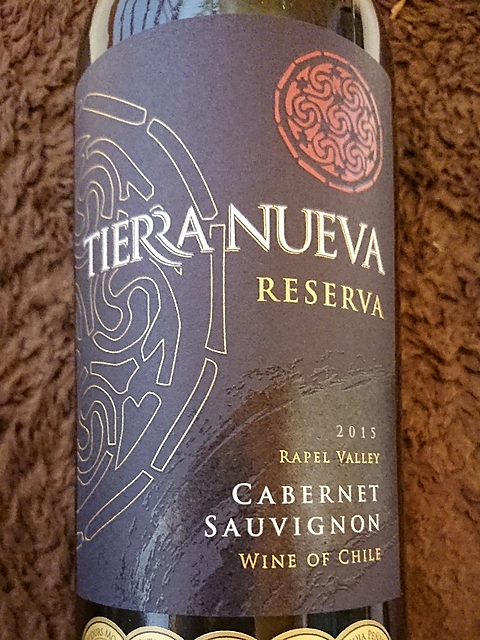 TIERRA NUEVA
RESERVA
2015
RAPEL VALLEY
CABERNET
SAUVIGNON
WINE OF CHILE